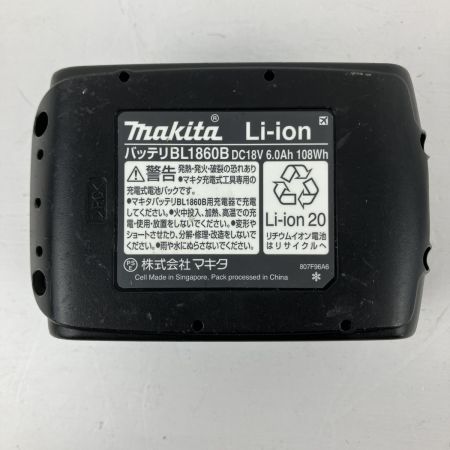 makita® Li-ion
バッテリBL1860B DC18V 6.0Ah 108Wh
警告 発熱・発火・破裂の恐れあり
●マキタ充電式工具専用の
充電式電池パックです。
●マキタバッテリBL1860B用充電器で充電
してください。●火中投入、加熱、高温での充
電・使用・放置をしないでください。●変形や
ショートさせたり、分解・修理・改造をしないで
ください。●雨や水にぬらさないでください。
Li-ion 20
リチウムイオン電池
はリサイクルへ
PSE 株式会社マキタ
Cell Made in Singapore, Pack processed in China
807F96A6